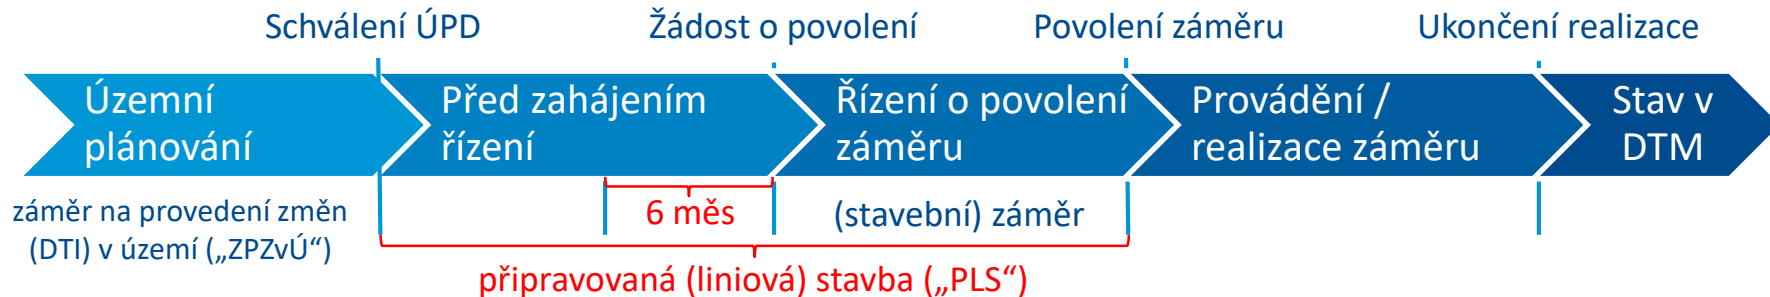 Schválení ÚPD
Žádost o povolení
Povolení záměru
Ukončení realizace
Územní
plánování
Před zahájením
řízení
Řízení o povolení
záměru
Provádění /
realizace záměru
Stav v
DTM
záměr na provedení změn
(DTI) v území („ZPZvÚ“)
6 měs
(stavební) záměr
připravovaná (liniová) stavba („PLS“)